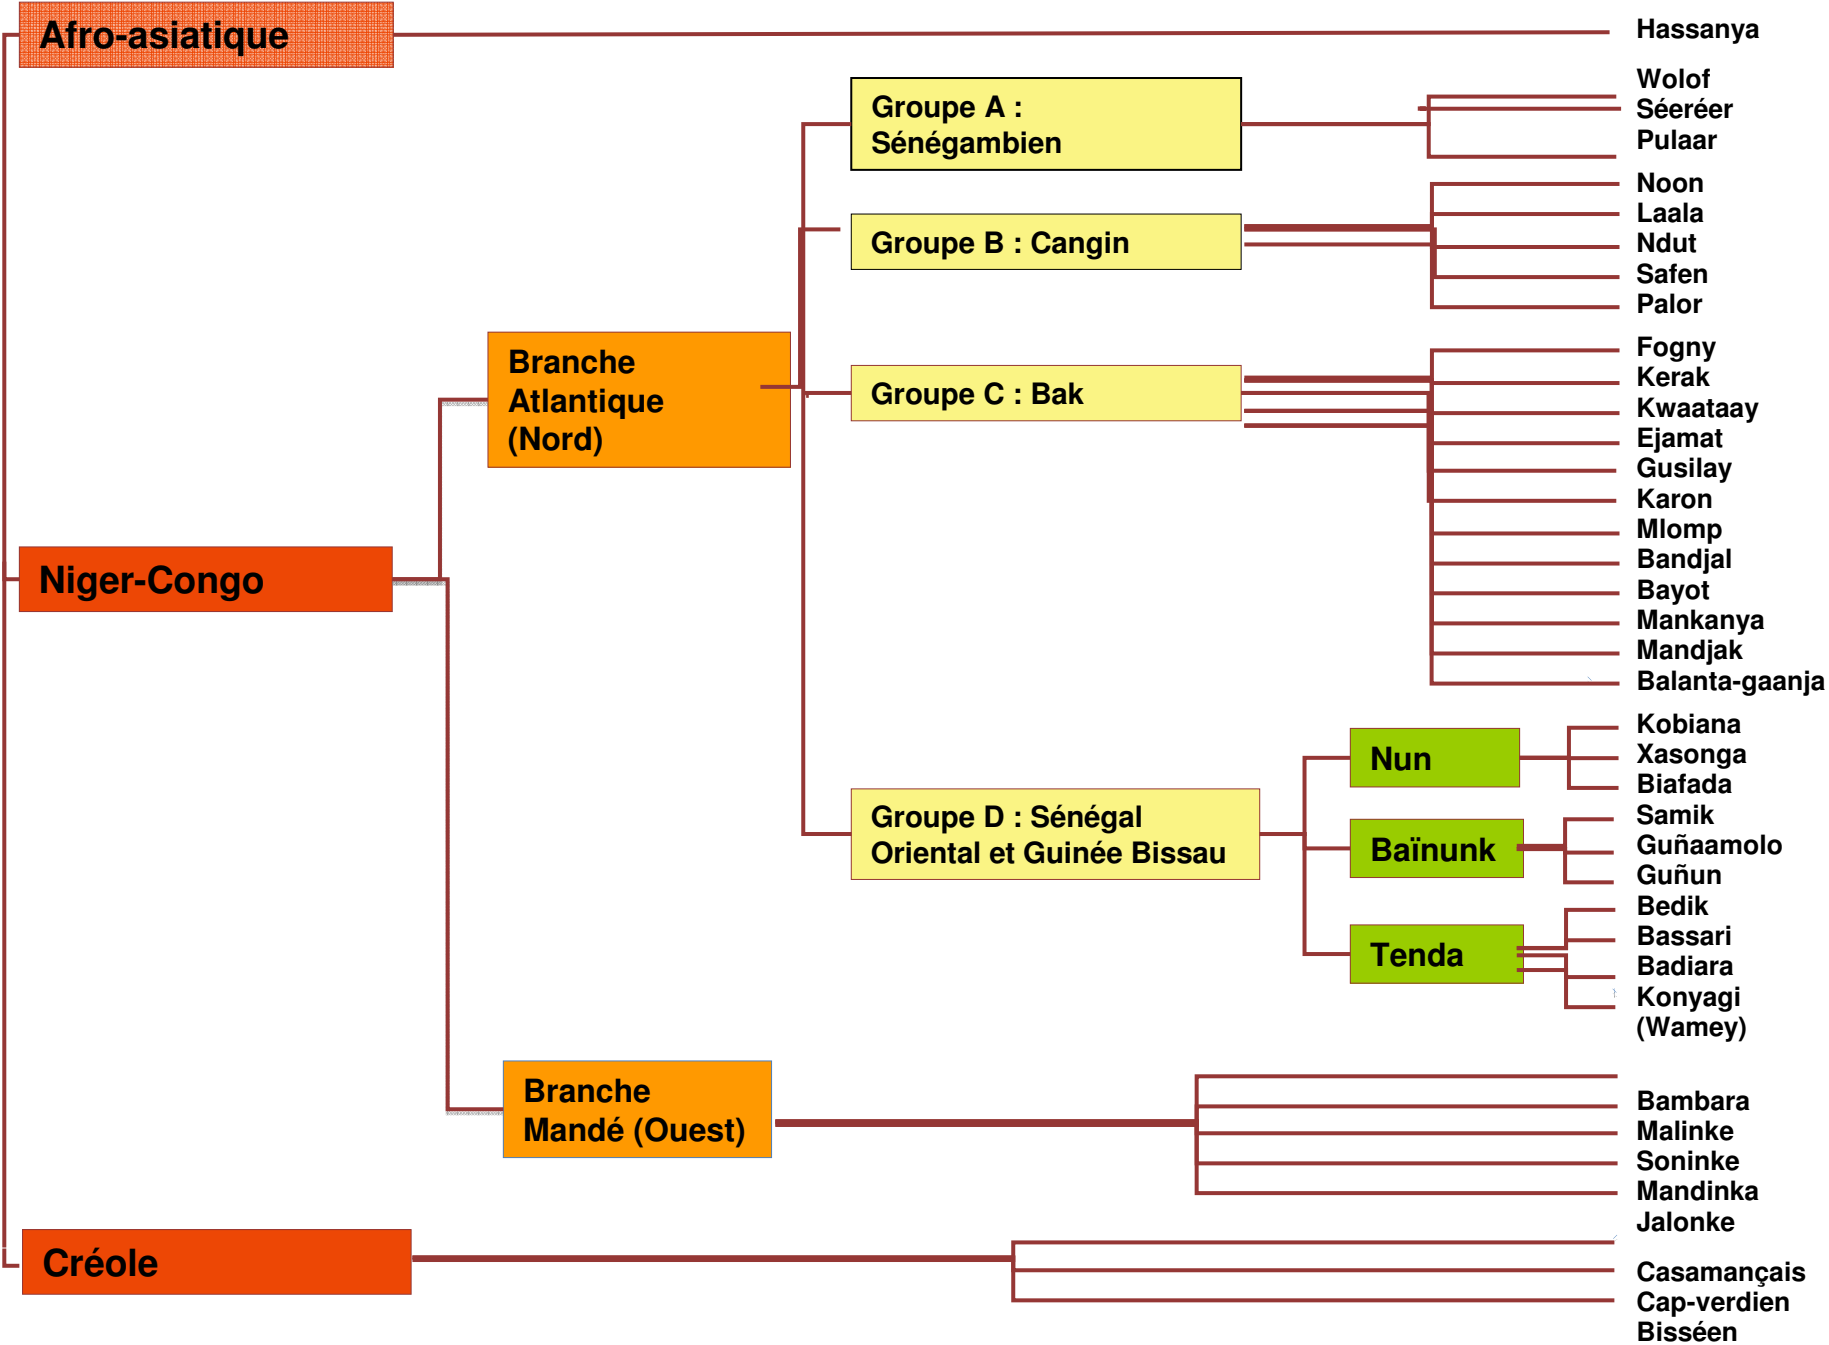 Afro-asiatique
Hassanya
Groupe A :
Sénégambien
Wolof
Séeréer
Pulaar
Groupe B : Cangin
Noon
Laala
Ndut
Safen
Palor
Branche
Atlantique
(Nord)
Groupe C : Bak
Fogny
Kerak
Kwaataay
Ejamat
Gusilay
Karon
Mlomp
Bandjal
Bayot
Mankanya
Mandjak
Balanta-gaanja
Niger-Congo
Groupe D : Sénégal
Oriental et Guinée Bissau
Nun
Kobiana
Xasonga
Biafada
Baïnunk
Samik
Guñaamolo
Guñun
Tenda
Bedik
Bassari
Badiara
Konyagi
(Wamey)
Branche
Mandé (Ouest)
Bambara
Malinke
Soninke
Mandinka
Jalonke
Créole
Casamançais
Cap-verdien
Bisséen